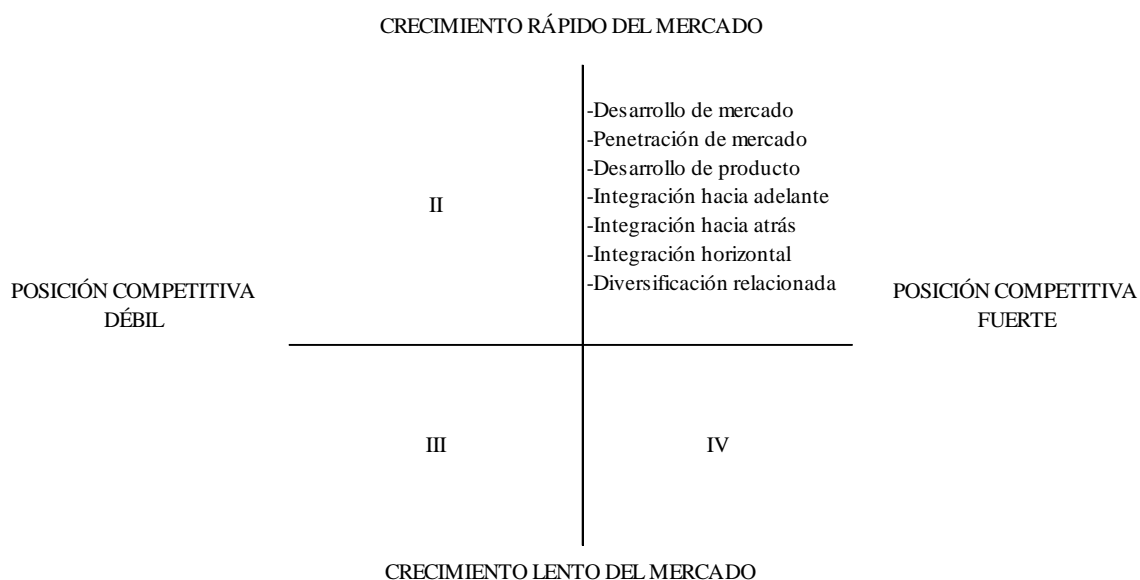 CRECIMIENTO RÁPIDO DEL MERCADO
-Desarrollo de mercado
-Penetración de mercado
-Desarrollo de producto
-Integración hacia adelante
-Integración hacia atrás
-Integración horizontal
-Diversificación relacionada
II
POSICIÓN COMPETITIVA
DÉBIL
POSICIÓN COMPETITIVA
FUERTE
III
IV
CRECIMIENTO LENTO DEL MERCADO